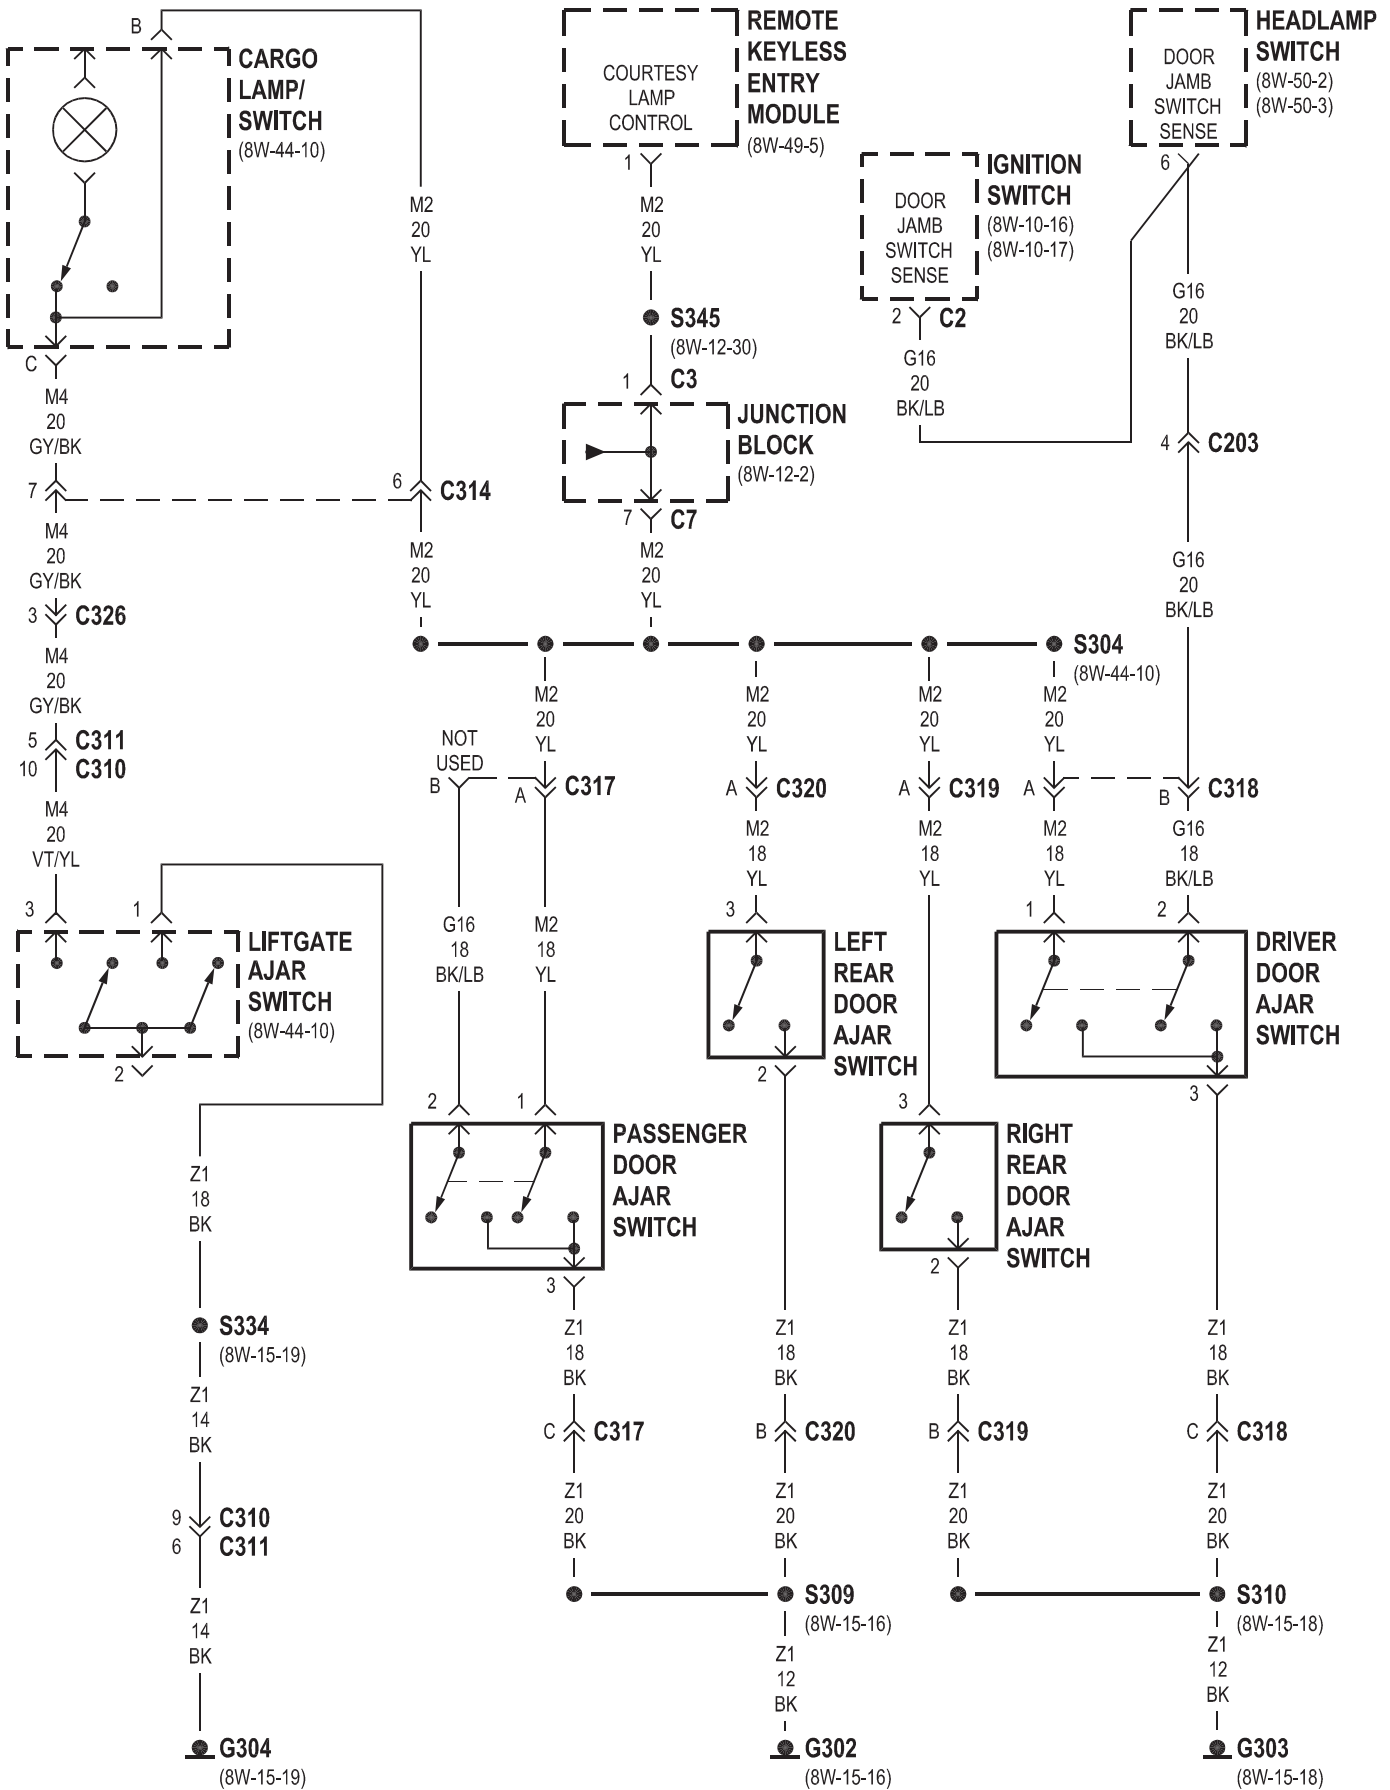 B
CARGO
LAMP/
SWITCH
(8W-44-10)
C
M4
20
GY/BK
7
M4
20
GY/BK
3
C326
M4
20
GY/BK
5
C311
10
C310
M4
20
VT/YL
3
1
LIFTGATE
AJAR
SWITCH
(8W-44-10)
2
Z1
18
BK
S334
(8W-15-19)
Z1
14
BK
9
C310
6
C311
Z1
14
BK
G304
(8W-15-19)
M2
20
YL
6
C314
M2
20
YL
REMOTE
KEYLESS
ENTRY
MODULE
(8W-49-5)
COURTESY
LAMP
CONTROL
1
M2
20
YL
S345
(8W-12-30)
1
C3
JUNCTION
BLOCK
(8W-12-2)
7
C7
M2
20
YL
IGNITION
SWITCH
(8W-10-16)
(8W-10-17)
DOOR
JAMB
SWITCH
SENSE
2
C2
G16
20
BK/LB
HEADLAMP
SWITCH
(8W-50-2)
(8W-50-3)
DOOR
JAMB
SWITCH
SENSE
6
G16
20
BK/LB
4
C203
G16
20
BK/LB
S304
(8W-44-10)
M2
20
YL
NOT
USED
B
A
C317
G16
18
BK/LB
M2
18
YL
2
1
PASSENGER
DOOR
AJAR
SWITCH
3
Z1
18
BK
C
C317
Z1
20
BK
M2
20
YL
A
C320
M2
18
YL
3
LEFT
REAR
DOOR
AJAR
SWITCH
2
Z1
18
BK
B
C320
Z1
20
BK
S309
(8W-15-16)
Z1
12
BK
G302
(8W-15-16)
M2
20
YL
A
C319
M2
18
YL
3
RIGHT
REAR
DOOR
AJAR
SWITCH
2
Z1
18
BK
B
C319
Z1
20
BK
M2
20
YL
A
B
C318
M2
18
YL
G16
18
BK/LB
1
2
DRIVER
DOOR
AJAR
SWITCH
3
Z1
18
BK
C
C318
Z1
20
BK
S310
(8W-15-18)
Z1
12
BK
G303
(8W-15-18)